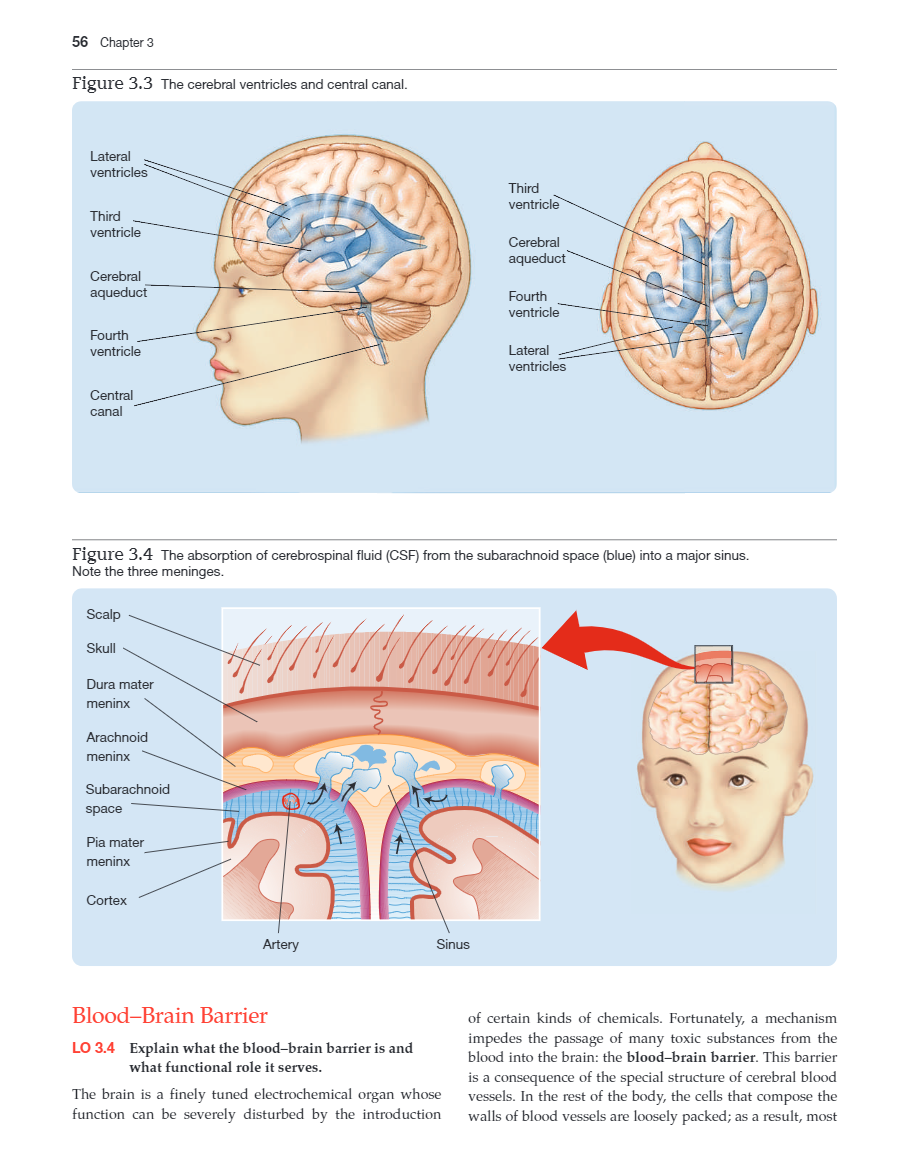 56 Chapter 3
Figure 3.3 The cerebral ventricles and central canal.
Lateral
ventricles
Third
ventricle
Cerebral
aqueduct
Fourth
ventricle
Central
canal
Third
ventricle
Cerebral
aqueduct
Fourth
ventricle
Lateral
ventricles
Figure 3.4 The absorption of cerebrospinal fluid (CSF) from the subarachnoid space (blue) into a major sinus.
Note the three meninges.
Scalp
Skull
Dura mater
meninx
Arachnoid
meninx
Subarachnoid
space
Pia mater
meninx
Cortex
Artery
Sinus
Blood–Brain Barrier
LO 3.4 Explain what the blood–brain barrier is and
what functional role it serves.
The brain is a finely tuned electrochemical organ whose
function can be severely disturbed by the introduction
of certain kinds of chemicals. Fortunately, a mechanism
impedes the passage of many toxic substances from the
blood into the brain: the blood–brain barrier. This barrier
is a consequence of the special structure of cerebral blood
vessels. In the rest of the body, the cells that compose the
walls of blood vessels are loosely packed; as a result, most